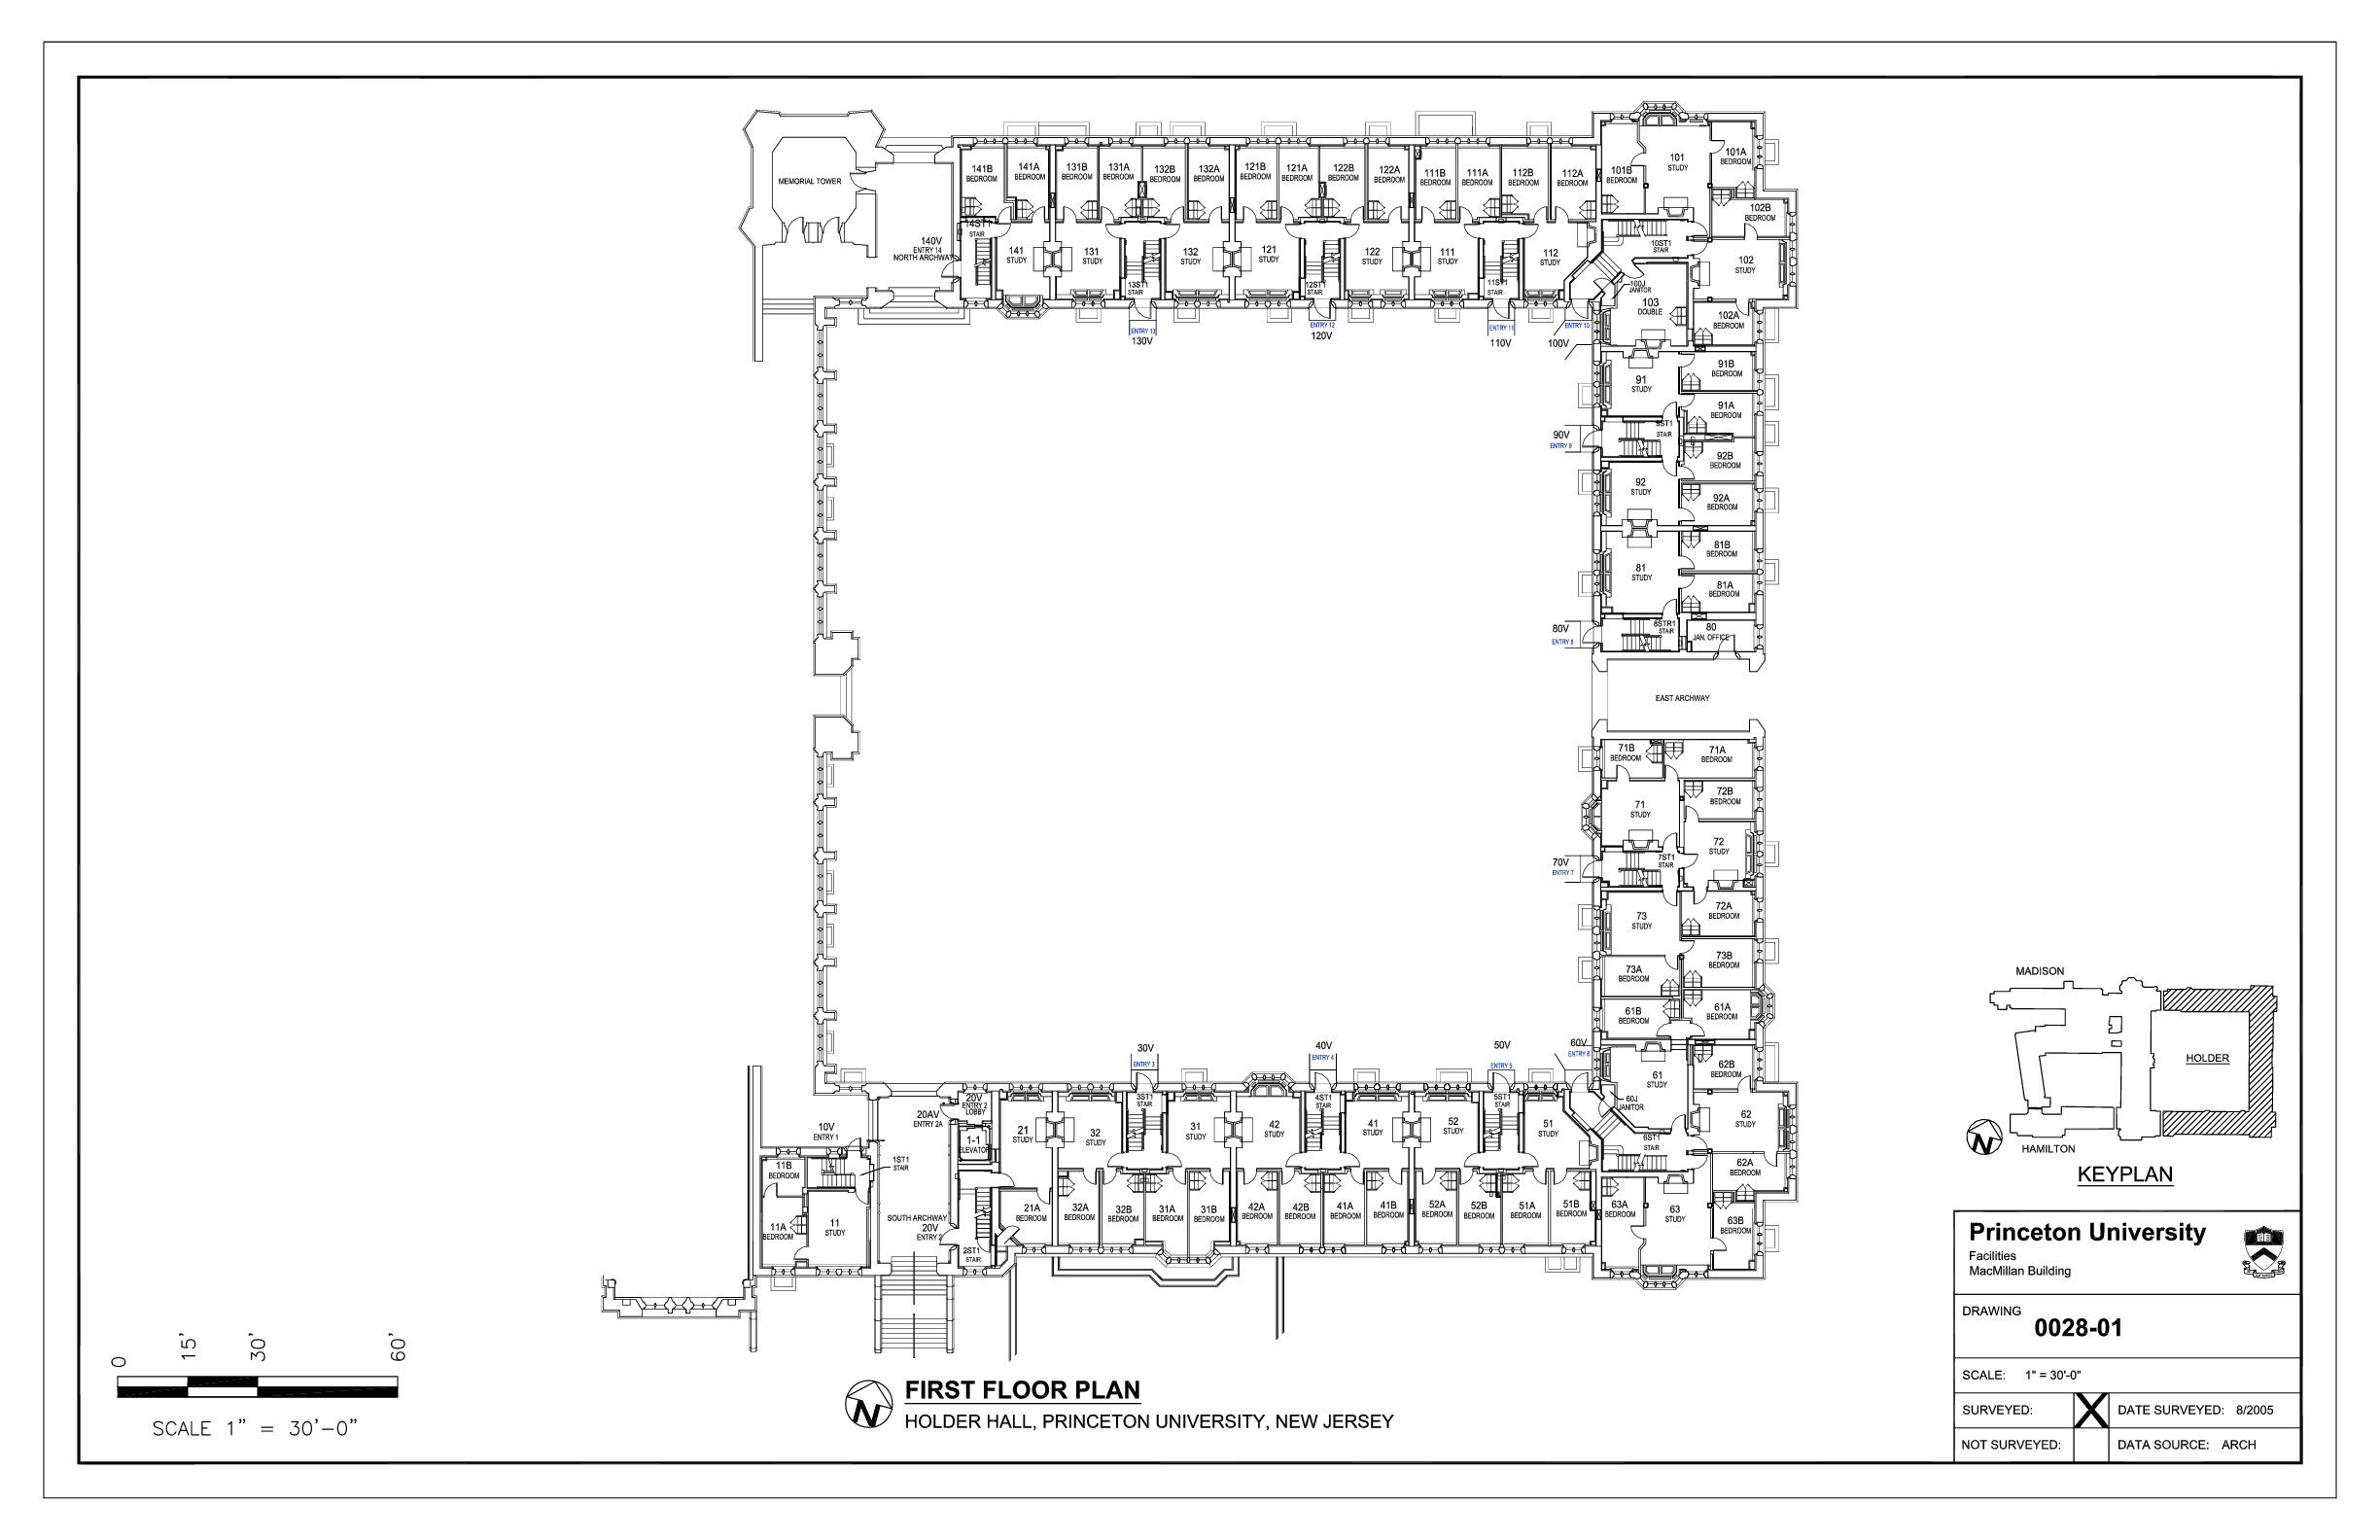 MEMORIAL TOWER
140V
ENTRY 14
NORTH ARCHWAY
141B
BEDROOM
141A
BEDROOM
131B
BEDROOM
131A
BEDROOM
132B
BEDROOM
132A
BEDROOM
121B
BEDROOM
121A
BEDROOM
122B
BEDROOM
122A
BEDROOM
111B
BEDROOM
111A
BEDROOM
112B
BEDROOM
112A
BEDROOM
101B
BEDROOM
101
STUDY
101A
BEDROOM
102B
BEDROOM
14ST1
STAIR
141
STUDY
131
STUDY
13ST1
STAIR
132
STUDY
121
STUDY
12ST1
STAIR
122
STUDY
111
STUDY
11ST1
STAIR
112
STUDY
10ST1
STAIR
102
STUDY
100J
JANITOR
103
DOUBLE
102A
BEDROOM
ENTRY 13
130V
ENTRY 12
120V
ENTRY 11
110V
ENTRY 10
100V
91
STUDY
91B
BEDROOM
91A
BEDROOM
90V
ENTRY 9
9ST1
STAIR
92B
BEDROOM
92
STUDY
92A
BEDROOM
81B
BEDROOM
81
STUDY
81A
BEDROOM
80V
ENTRY 8
8STR1
STAIR
80
JAN. OFFICE
EAST ARCHWAY
71B
BEDROOM
71A
BEDROOM
71
STUDY
72B
BEDROOM
72
STUDY
70V
ENTRY 7
7ST1
STAIR
72A
BEDROOM
73
STUDY
73B
BEDROOM
73A
BEDROOM
61B
BEDROOM
61A
BEDROOM
30V
ENTRY 3
40V
ENTRY 4
50V
ENTRY 5
60V
ENTRY 6
61
STUDY
62B
BEDROOM
60J
JANITOR
62
STUDY
6ST1
STAIR
62A
BEDROOM
63A
BEDROOM
63
STUDY
63B
BEDROOM
10V
ENTRY 1
20AV
ENTRY 2A
20V
ENTRY 2
LOBBY
1-1
ELEVATOR
21
STUDY
32
STUDY
3ST1
STAIR
31
STUDY
42
STUDY
4ST1
STAIR
41
STUDY
52
STUDY
5ST1
STAIR
51
STUDY
11B
BEDROOM
1ST1
STAIR
11A
BEDROOM
11
STUDY
SOUTH ARCHWAY
20V
ENTRY 2
2ST1
STAIR
21A
BEDROOM
32A
BEDROOM
32B
BEDROOM
31A
BEDROOM
31B
BEDROOM
42A
BEDROOM
42B
BEDROOM
41A
BEDROOM
41B
BEDROOM
52A
BEDROOM
52B
BEDROOM
51A
BEDROOM
51B
BEDROOM
MADISON
HOLDER
N
HAMILTON
KEYPLAN
0
15'
30'
60'
SCALE 1" = 30'-0"
N
FIRST FLOOR PLAN
HOLDER HALL, PRINCETON UNIVERSITY, NEW JERSEY
Princeton University
Facilities
MacMillan Building
DRAWING
0028-01
SCALE: 1" = 30'-0"
SURVEYED: X DATE SURVEYED: 8/2005
NOT SURVEYED: DATA SOURCE: ARCH